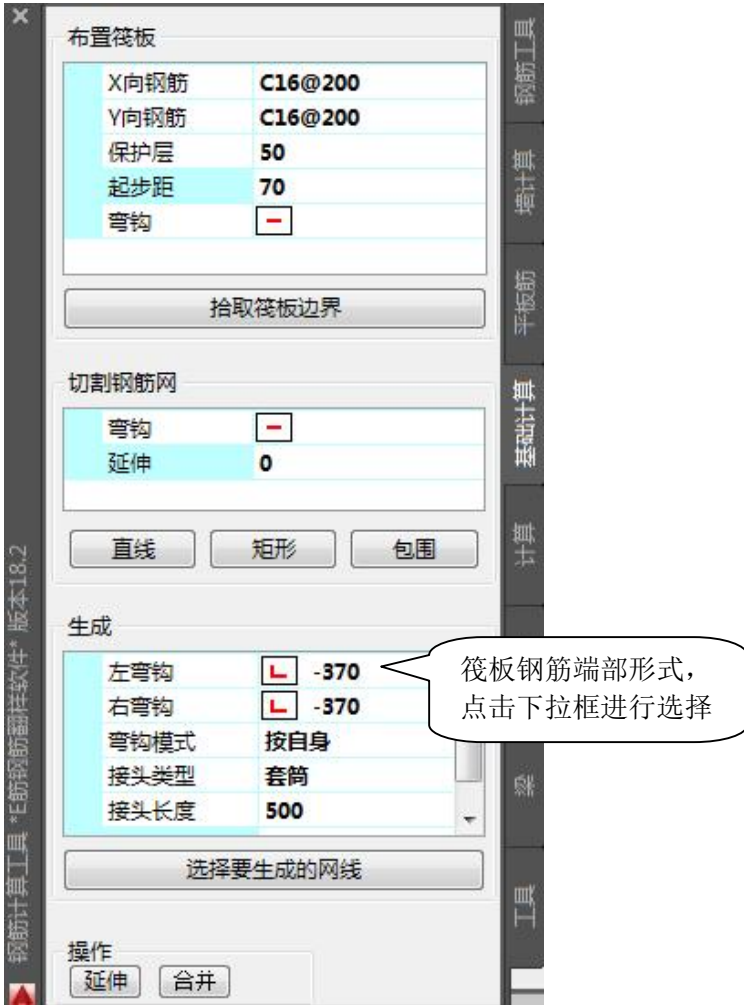 布置筏板
X向钢筋 C16@200
Y向钢筋 C16@200
保护层 50
起步距 70
弯钩
拾取筏板边界
切割钢筋网
弯钩
延伸 0
直线 矩形 包围
生成
左弯钩 -370
右弯钩 -370
弯钩模式 按自身
接头类型 套筒
接头长度 500
选择要生成的网线
操作
延伸 合并
筏板钢筋端部形式，
点击下拉框进行选择
钢筋工具
墙计算
平板筋
基础计算
计算
梁
工具
钢筋计算工具 *E筋钢筋翻样软件* 版本18.2